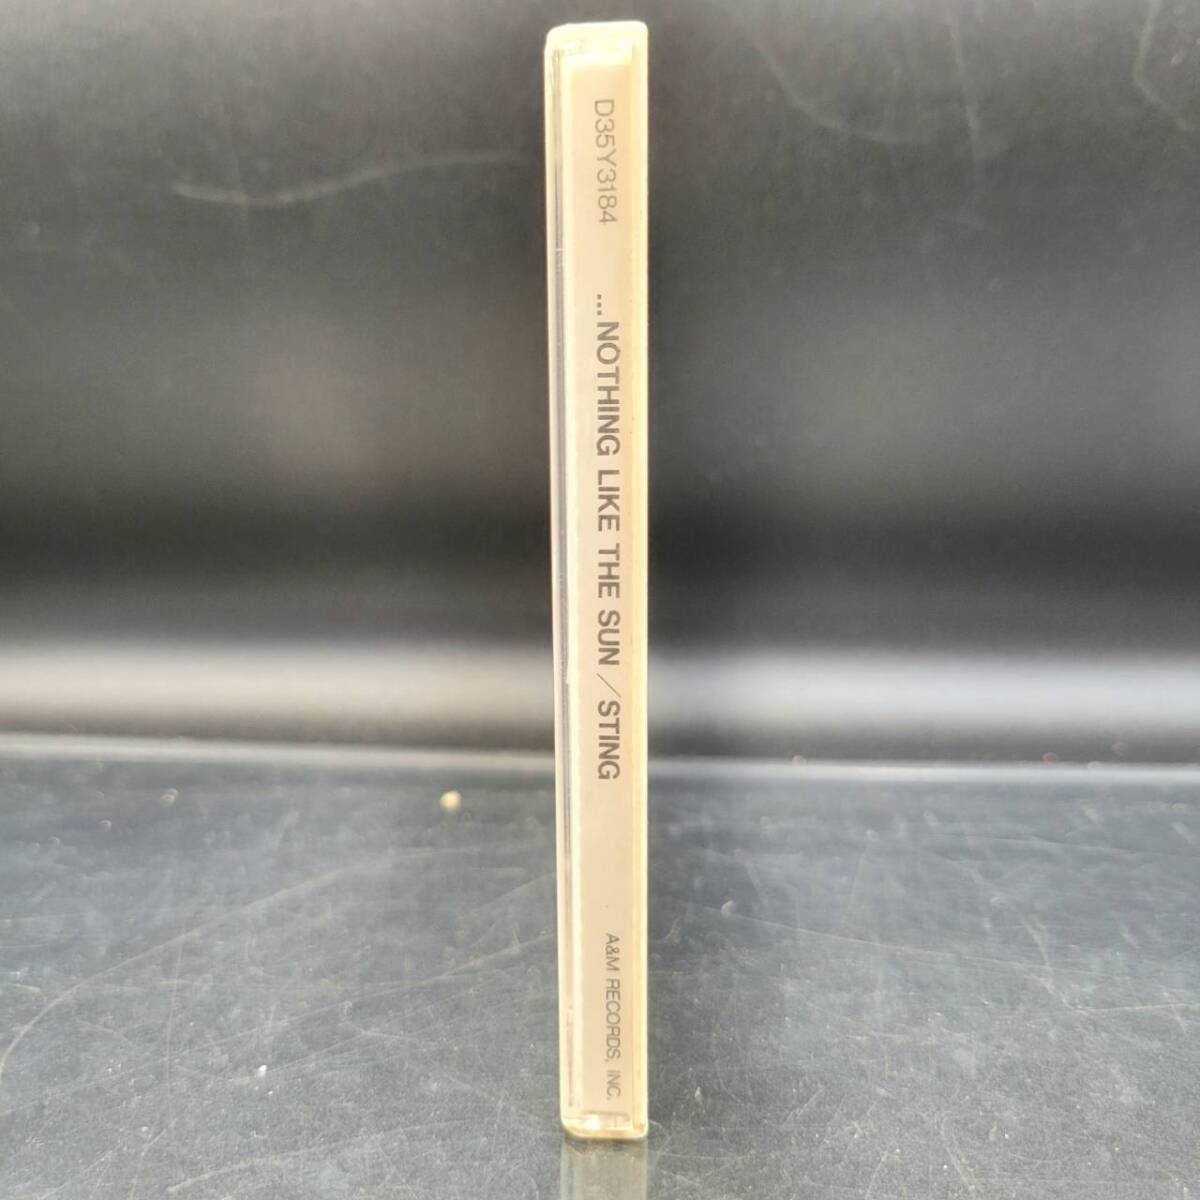 D35Y3184 ...NOTHING LIKE THE SUN / STING A&M RECORDS, INC.